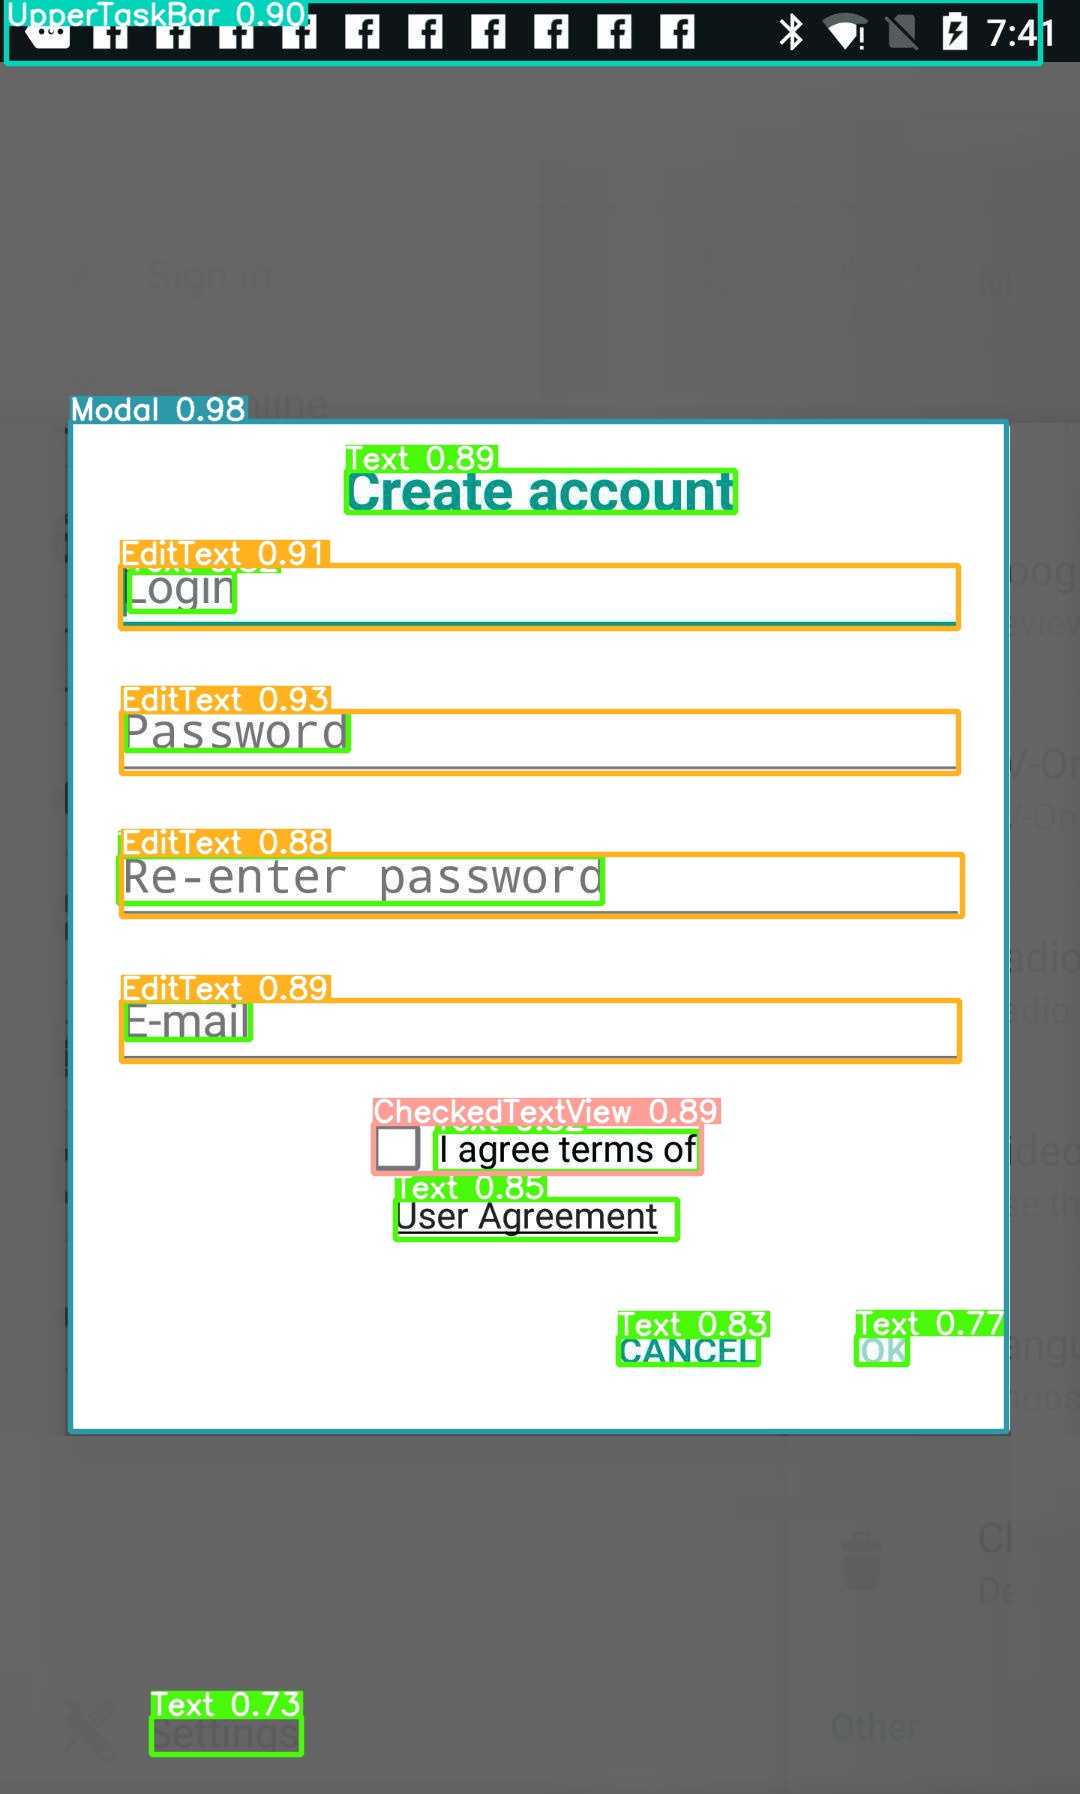 UpperTaskBar 0.90
7:41
Sign in
Modal 0.98
Text 0.89
Create account
EditText 0.91
Login
EditText 0.93
Password
EditText 0.88
Re-enter password
EditText 0.89
E-mail
CheckedTextView 0.89
I agree terms of
Text 0.85
User Agreement
Text 0.83
Text 0.77
CANCEL
OK
Text 0.73
Settings
Other